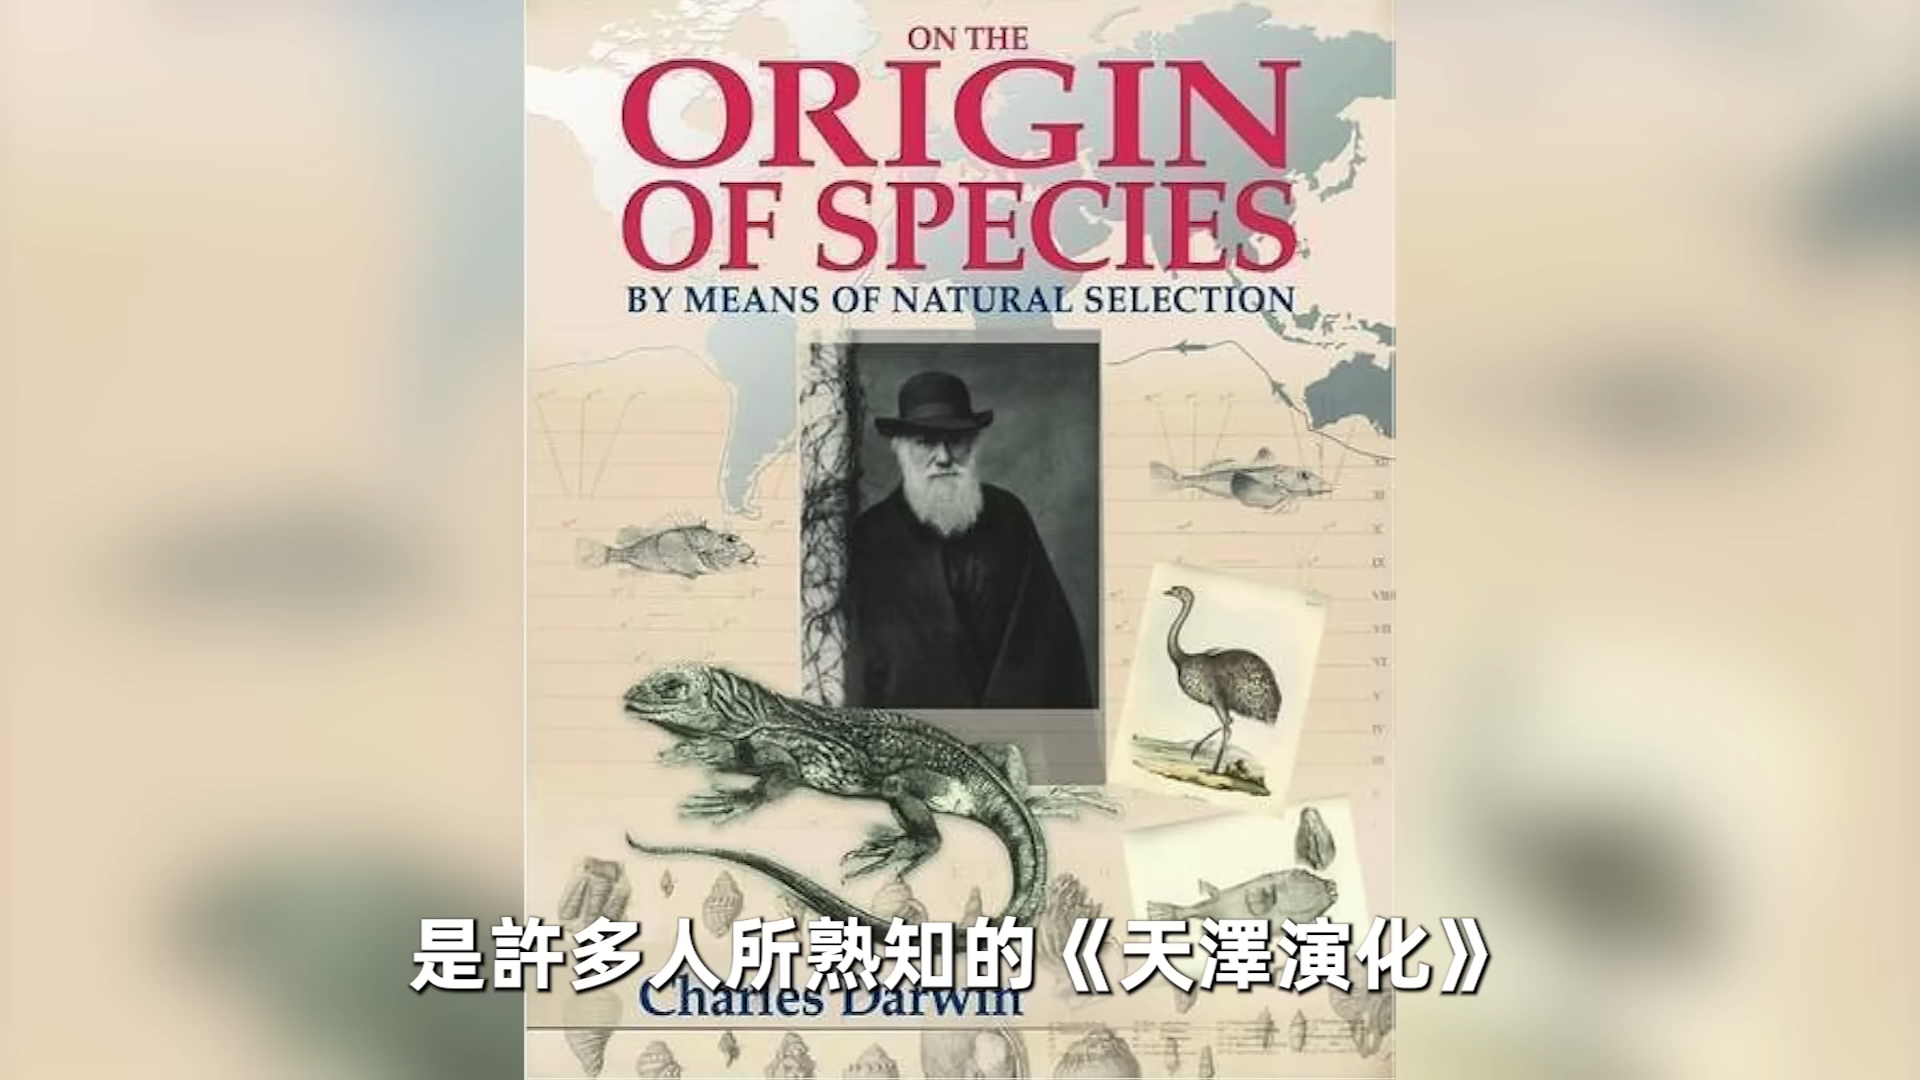 ON THE
ORIGIN
OF SPECIES
BY MEANS OF NATURAL SELECTION
是許多人所熟知的《天澤演化》
Charles Darwin